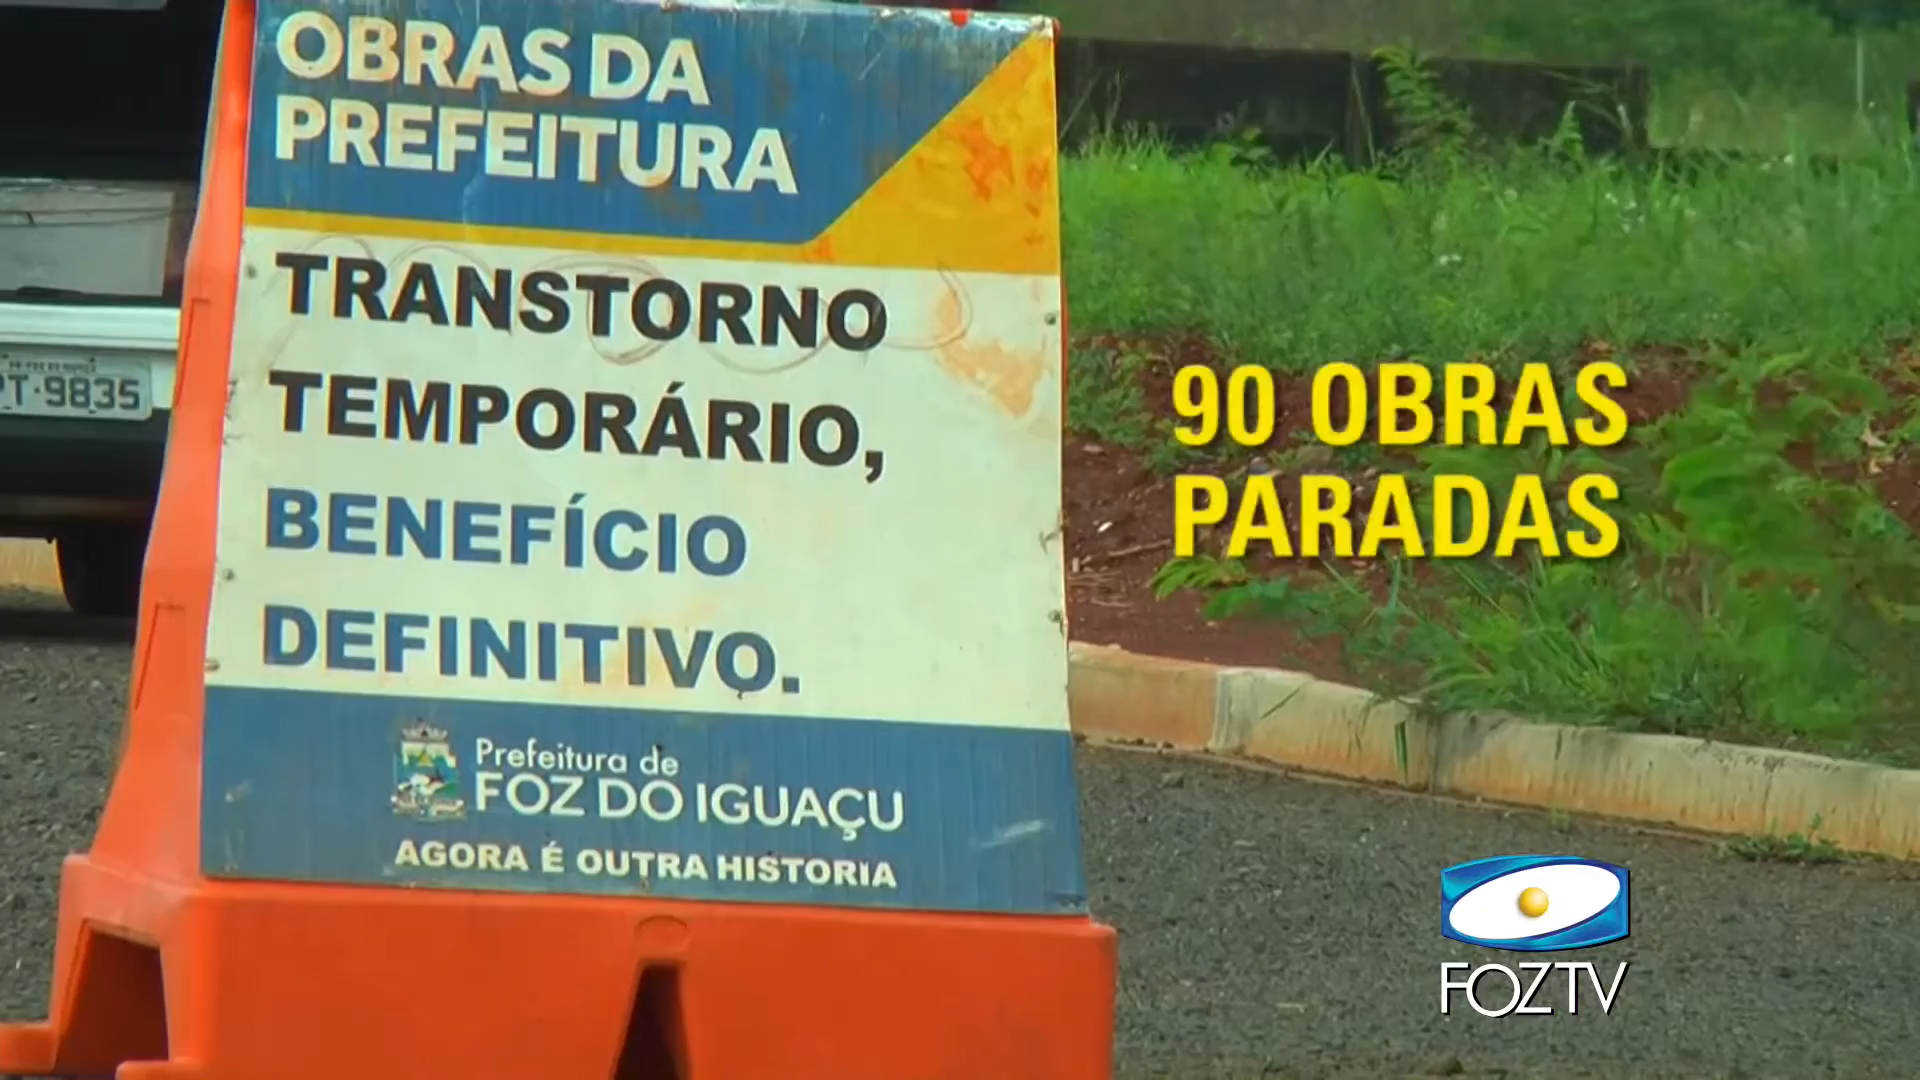 OBRAS DA
PREFEITURA
TRANSTORNO
TEMPORÁRIO,
BENEFÍCIO
DEFINITIVO.
Prefeitura de
FOZ DO IGUAÇU
AGORA É OUTRA HISTORIA
T·9835
90 OBRAS
PARADAS
FOZTV